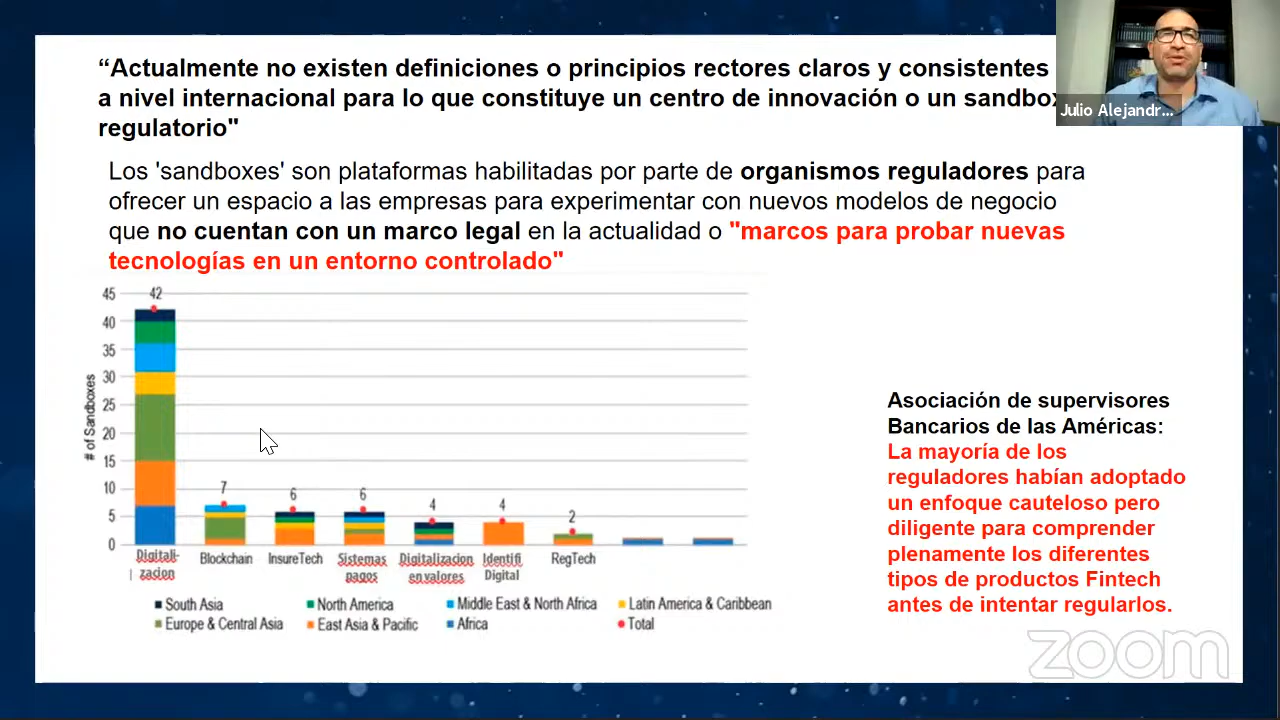 “Actualmente no existen definiciones o principios rectores claros y consistentes
a nivel internacional para lo que constituye un centro de innovación o un sandbox
regulatorio"
Julio Alejandr...
Los 'sandboxes' son plataformas habilitadas por parte de organismos reguladores para
ofrecer un espacio a las empresas para experimentar con nuevos modelos de negocio
que no cuentan con un marco legal en la actualidad o "marcos para probar nuevas
tecnologías en un entorno controlado"
# of Sandboxes
45
40
35
30
25
20
15
10
5
0
42
7
6
6
4
4
2
Digitali-
zacion
Blockchain
InsureTech
Sistemas
pagos
Digitalizacion
en valores
Identifi
Digital
RegTech
South Asia
North America
Middle East & North Africa
Latin America & Caribbean
Europe & Central Asia
East Asia & Pacific
Africa
Total
Asociación de supervisores
Bancarios de las Américas:
La mayoría de los
reguladores habían adoptado
un enfoque cauteloso pero
diligente para comprender
plenamente los diferentes
tipos de productos Fintech
antes de intentar regularlos.
zoom